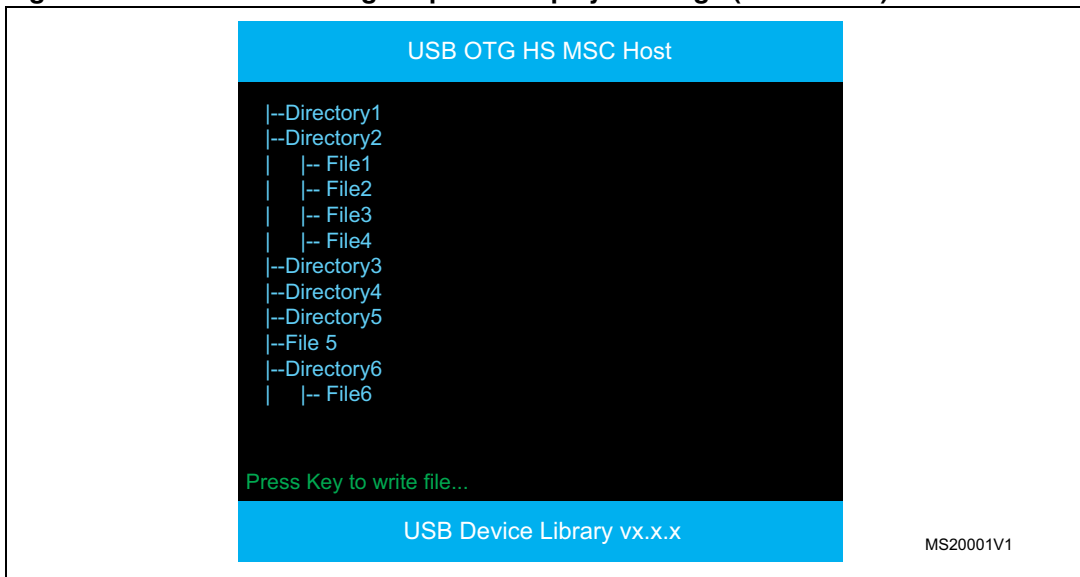 USB OTG HS MSC Host
|--Directory1
|--Directory2
|   |-- File1
|   |-- File2
|   |-- File3
|   |-- File4
|--Directory3
|--Directory4
|--Directory5
|--File 5
|--Directory6
|   |-- File6
Press Key to write file...
USB Device Library vx.x.x
MS20001V1